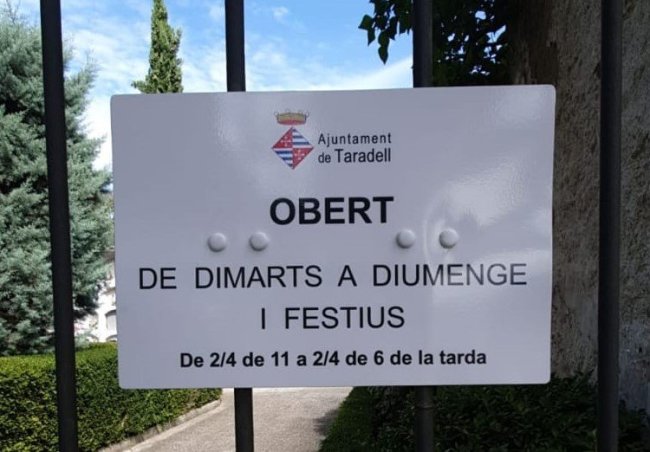 Ajuntament
de Taradell
OBERT
DE DIMARTS A DIUMENGE
I FESTIUS
De 2/4 de 11 a 2/4 de 6 de la tarda